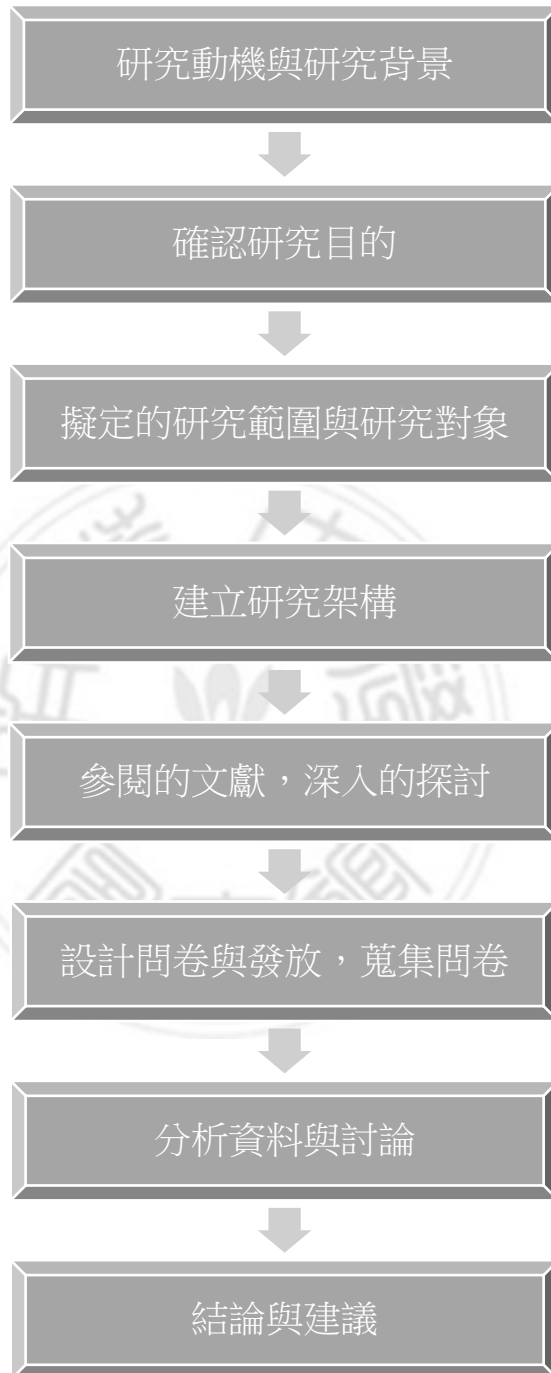 研究動機與研究背景
確認研究目的
擬定的研究範圍與研究對象
建立研究架構
參閱的文獻，深入的探討
設計問卷與發放，蒐集問卷
分析資料與討論
結論與建議